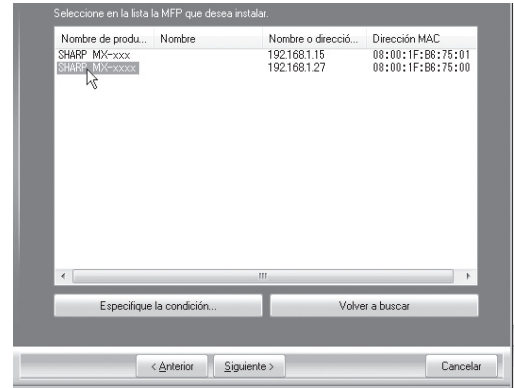 Seleccione en la lista la MFP que desea instalar.
Nombre de produ... Nombre Nombre o direcció... Dirección MAC
SHARP MX-xxx 192.168.1.15 08:00:1F:B6:75:01
SHARP MX-xxxx 192.168.1.27 08:00:1F:B6:75:00
Especifique la condición... Volver a buscar
< Anterior Siguiente > Cancelar